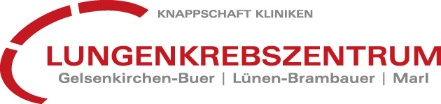 KNAPPSCHAFT KLINIKEN
LUNGENKREBSZENTRUM
Gelsenkirchen-Buer | Lünen-Brambauer | Marl